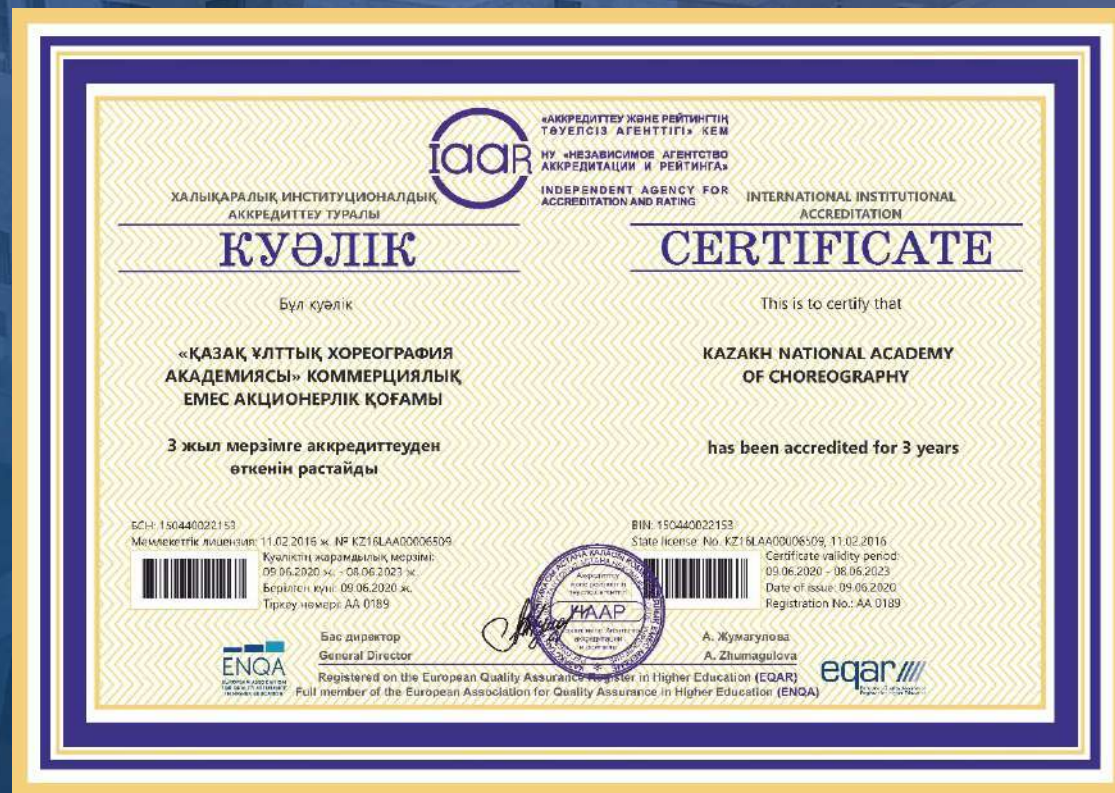 IAAR
«АККРЕДИТТЕУ ЖӘНЕ РЕЙТИНГТІҢ
ТӘУЕЛСІЗ АГЕНТТІГІ» КЕМ
НУ «НЕЗАВИСИМОЕ АГЕНТСТВО
АККРЕДИТАЦИИ И РЕЙТИНГА»
INDEPENDENT AGENCY FOR
ACCREDITATION AND RATING
ХАЛЫҚАРАЛЫҚ ИНСТИТУЦИОНАЛДЫҚ
АККРЕДИТТЕУ ТУРАЛЫ
КУӘЛІК
Бұл куәлік
«ҚАЗАҚ ҰЛТТЫҚ ХОРЕОГРАФИЯ
АКАДЕМИЯСЫ» КОММЕРЦИЯЛЫҚ
ЕМЕС АКЦИОНЕРЛІК ҚОҒАМЫ
3 жыл мерзімге аккредиттеуден
өткенін растайды
БСН: 150440022153
Мемлекеттік лицензия: 11.02.2016 ж. № KZ16LAA00006509
Куәліктің жарамдылық мерзімі:
09.06.2020 ж. - 08.06.2023 ж.
Берілген күні: 09.06.2020 ж.
Тіркеу нөмері: АА 0189
INTERNATIONAL INSTITUTIONAL
ACCREDITATION
CERTIFICATE
This is to certify that
KAZAKH NATIONAL ACADEMY
OF CHOREOGRAPHY
has been accredited for 3 years
BIN: 150440022153
State license: No. KZ16LAA00006509, 11.02.2016
Certificate validity period:
09.06.2020 - 08.06.2023
Date of issue: 09.06.2020
Registration No.: AA 0189
Бас директор
General Director
НААР
А. Жумагулова
A. Zhumagulova
ENQA
eqar
Registered on the European Quality Assurance Register in Higher Education (EQAR)
Full member of the European Association for Quality Assurance in Higher Education (ENQA)